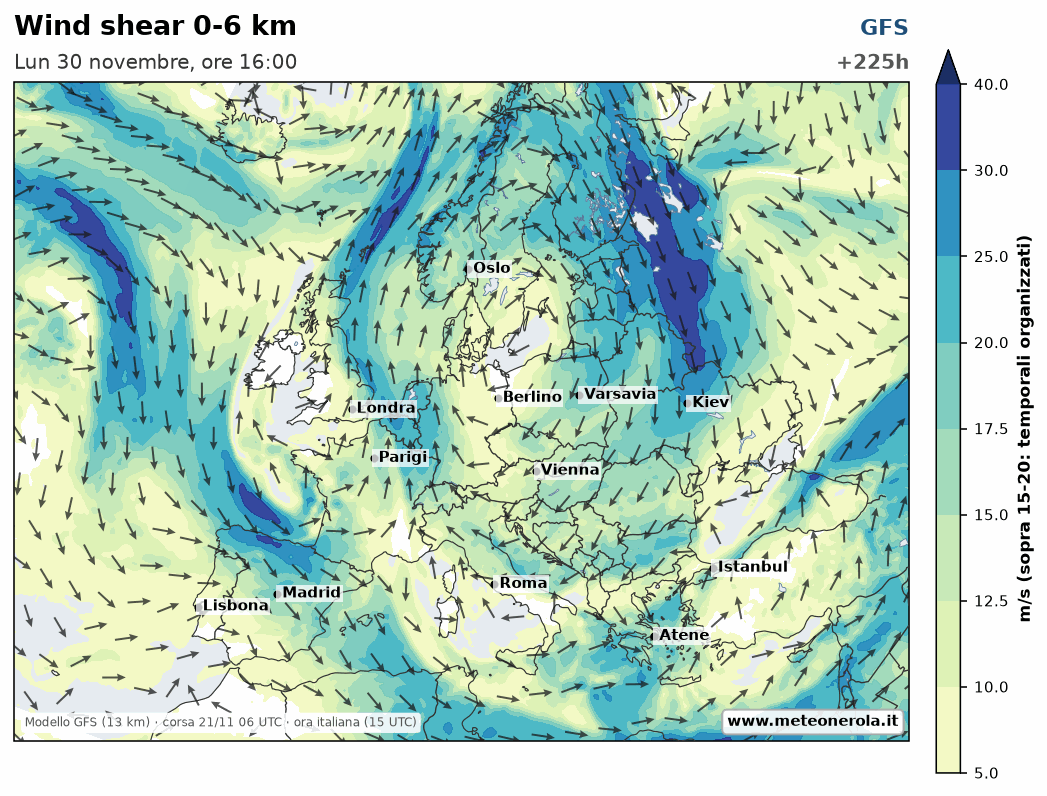 Wind shear 0-6 km
GFS
Lun 30 novembre, ore 16:00
+225h
40.0
30.0
25.0
20.0
17.5
15.0
12.5
10.0
5.0
m/s (sopra 15-20: temporali organizzati)
Oslo
Londra
Berlino
Varsavia
Kiev
Parigi
Vienna
Istanbul
Roma
Madrid
Lisbona
Atene
Modello GFS (13 km) · corsa 21/11 06 UTC · ora italiana (15 UTC)
www.meteonerola.it